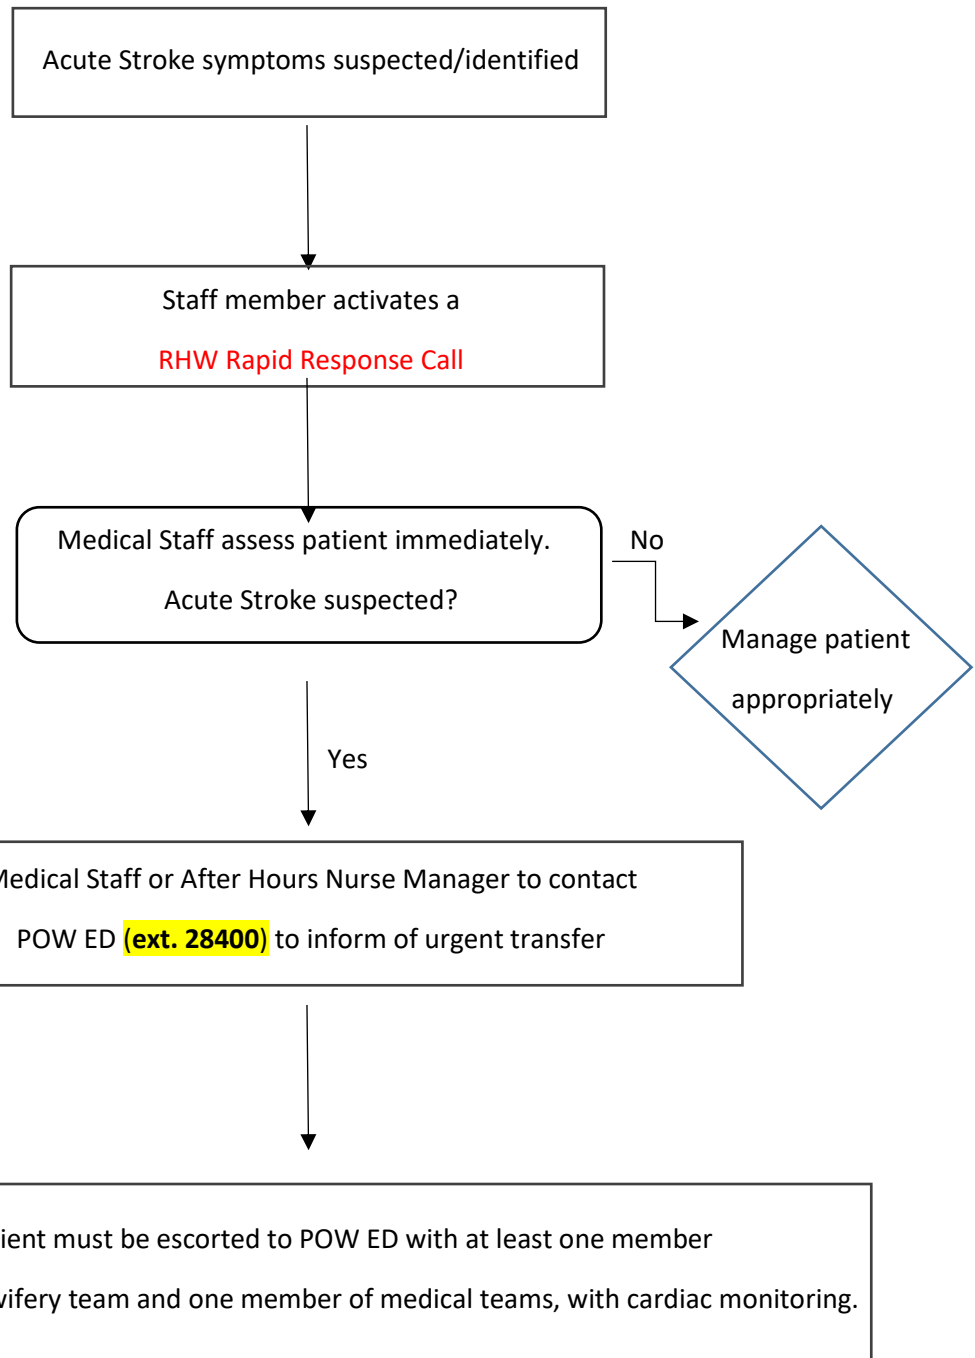 Acute Stroke symptoms suspected/identified
Staff member activates a
RHW Rapid Response Call
Medical Staff assess patient immediately.
Acute Stroke suspected?
No
Manage patient
appropriately
Yes
Medical Staff or After Hours Nurse Manager to contact
POW ED (ext. 28400) to inform of urgent transfer
must be escorted to POW ED with at least one member
team and one member of medical teams, with cardiac monitoring.